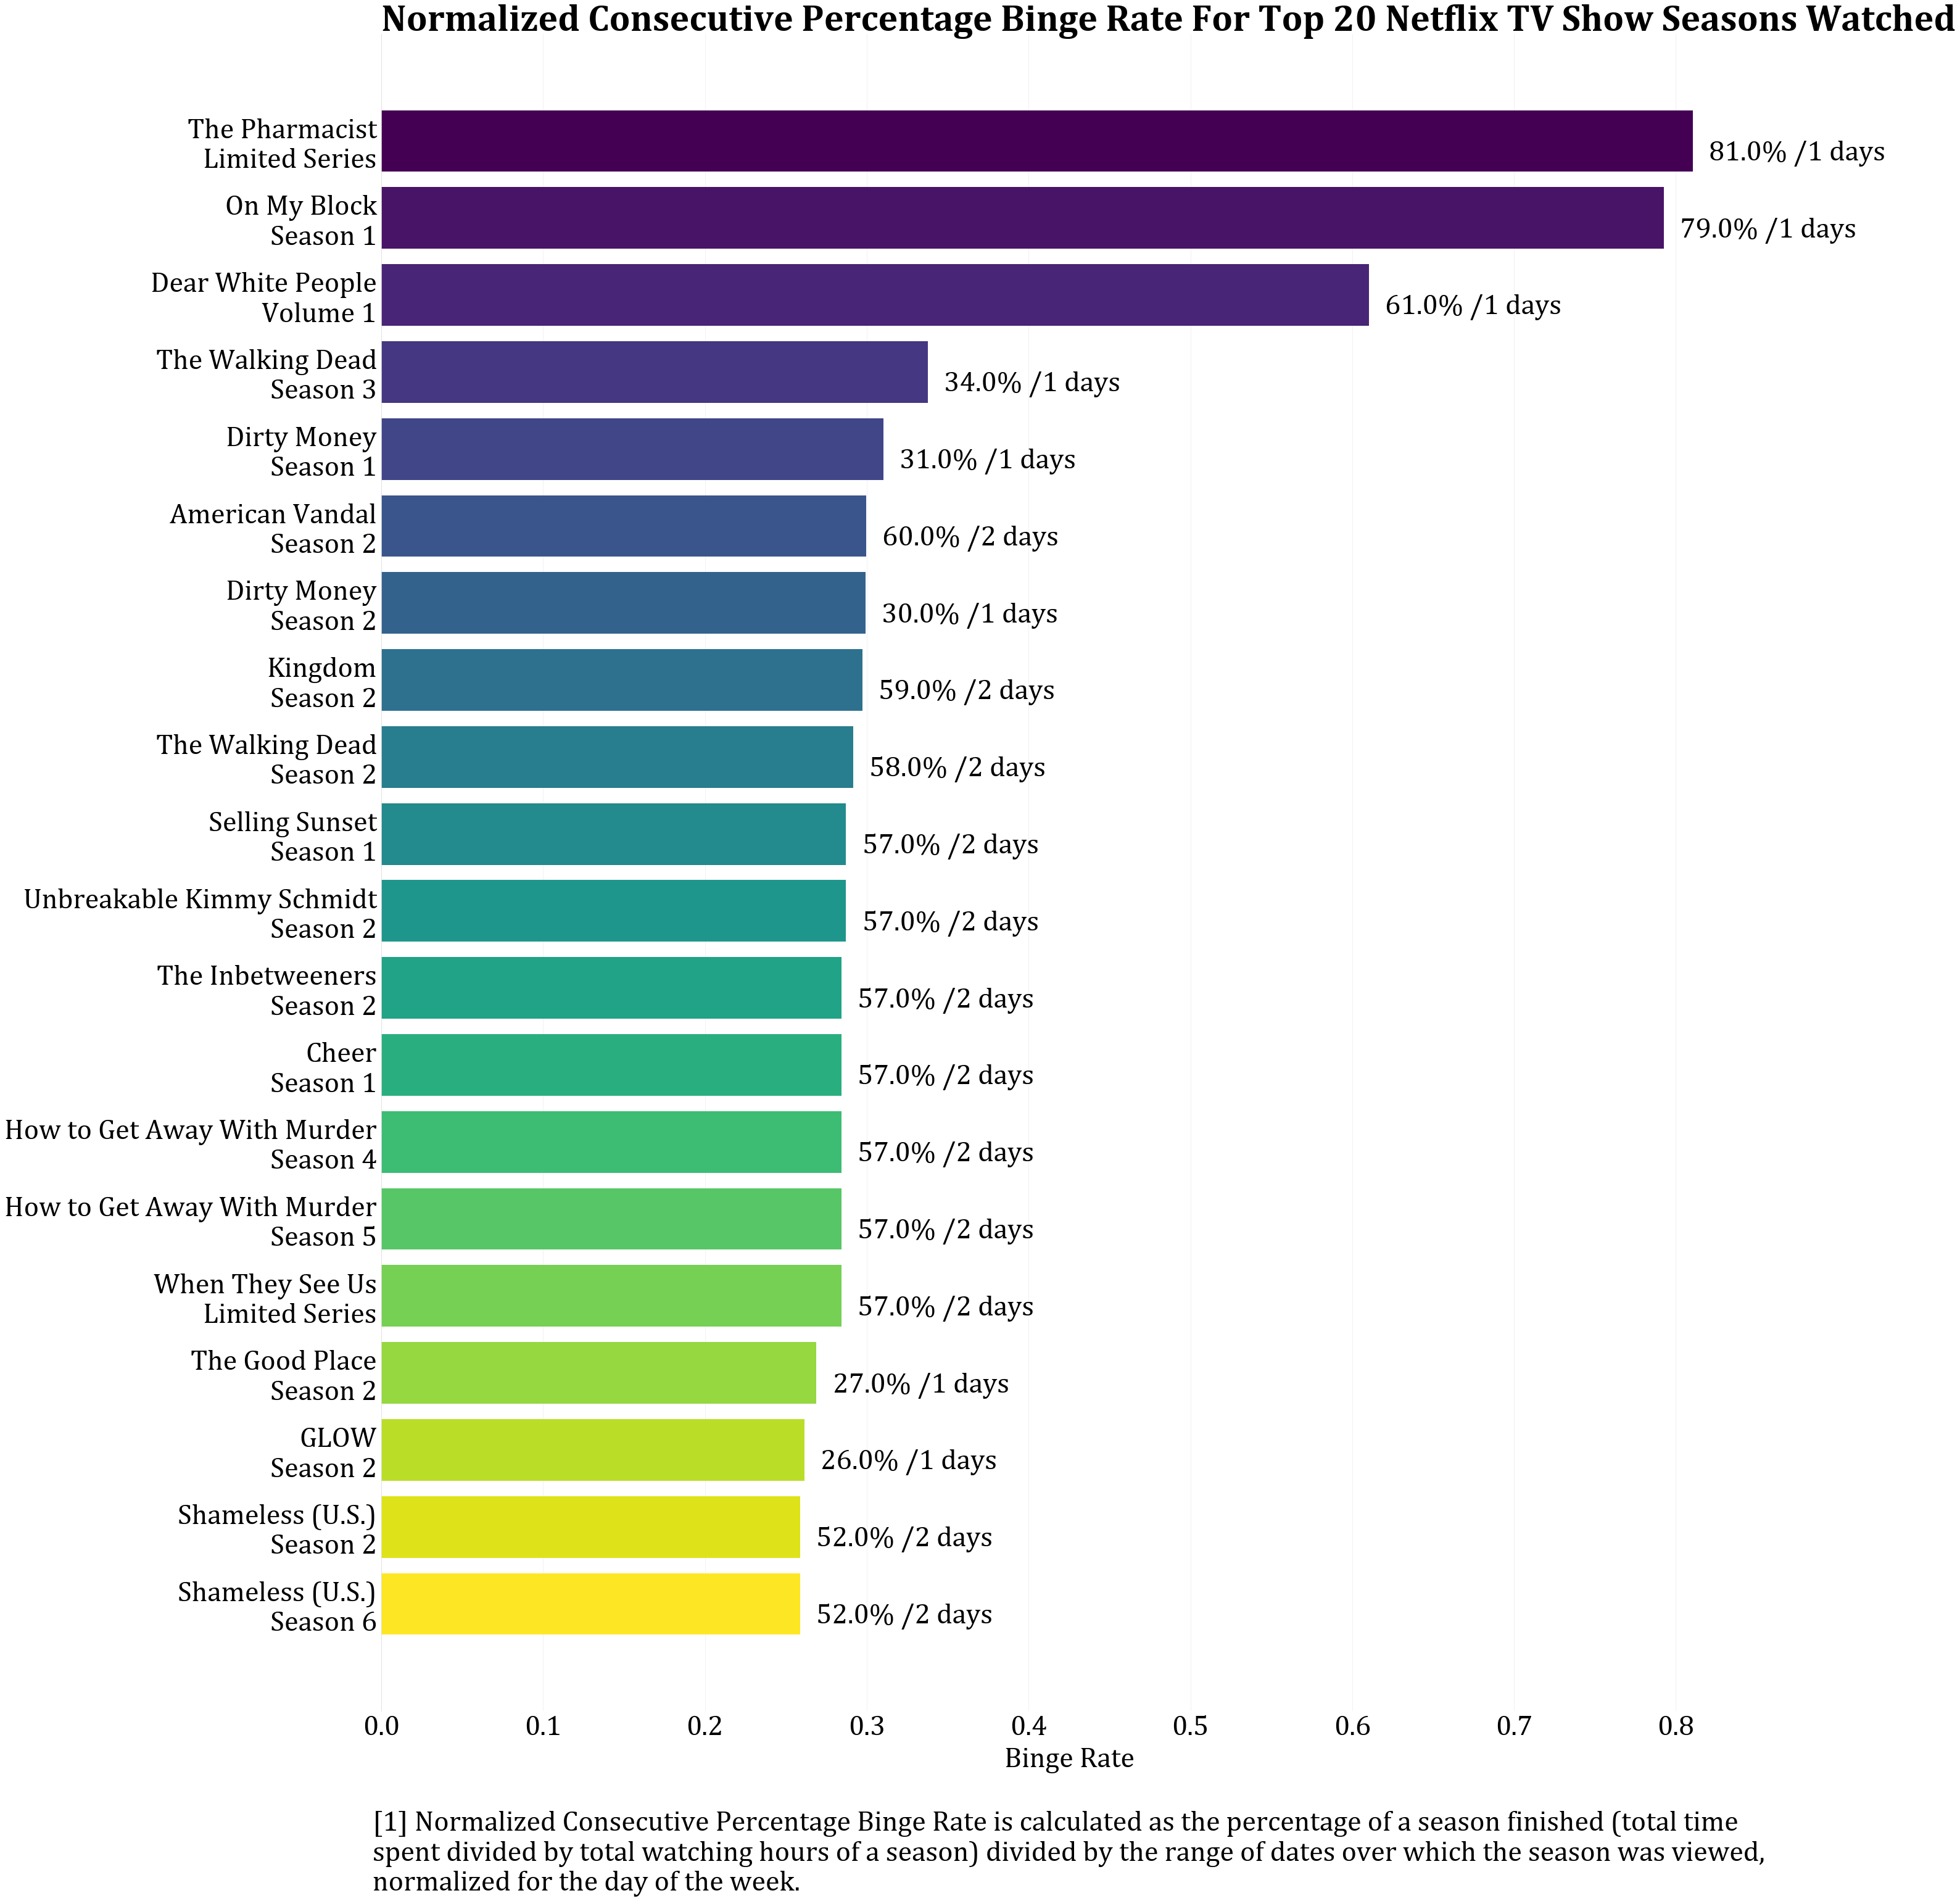 Normalized Consecutive Percentage Binge Rate For Top 20 Netflix TV Show Seasons Watched
The Pharmacist
Limited Series
81.0% /1 days
On My Block
Season 1
79.0% /1 days
Dear White People
Volume 1
61.0% /1 days
The Walking Dead
Season 3
34.0% /1 days
Dirty Money
Season 1
31.0% /1 days
American Vandal
Season 2
60.0% /2 days
Dirty Money
Season 2
30.0% /1 days
Kingdom
Season 2
59.0% /2 days
The Walking Dead
Season 2
58.0% /2 days
Selling Sunset
Season 1
57.0% /2 days
Unbreakable Kimmy Schmidt
Season 2
57.0% /2 days
The Inbetweeners
Season 2
57.0% /2 days
Cheer
Season 1
57.0% /2 days
How to Get Away With Murder
Season 4
57.0% /2 days
How to Get Away With Murder
Season 5
57.0% /2 days
When They See Us
Limited Series
57.0% /2 days
The Good Place
Season 2
27.0% /1 days
GLOW
Season 2
26.0% /1 days
Shameless (U.S.)
Season 2
52.0% /2 days
Shameless (U.S.)
Season 6
52.0% /2 days
0.0 0.1 0.2 0.3 0.4 0.5 0.6 0.7 0.8
Binge Rate
[1] Normalized Consecutive Percentage Binge Rate is calculated as the percentage of a season finished (total time
spent divided by total watching hours of a season) divided by the range of dates over which the season was viewed,
normalized for the day of the week.